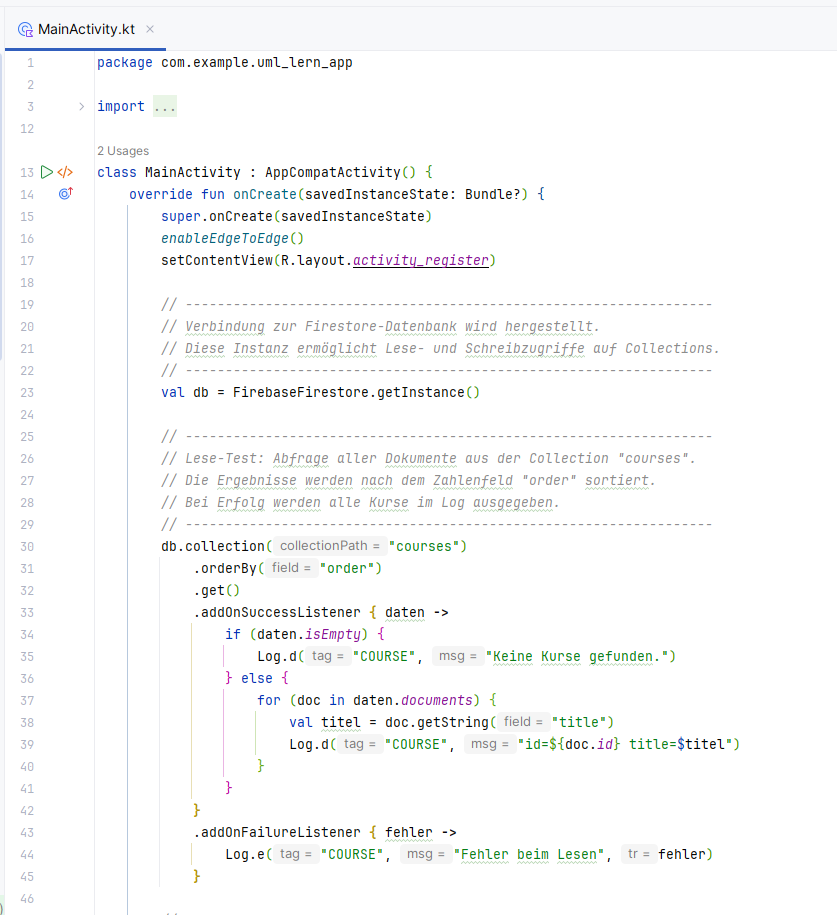 MainActivity.kt ×
1 package com.example.uml_lern_app
2
3 > import ...
12
2 Usages
13 class MainActivity : AppCompatActivity() {
14     override fun onCreate(savedInstanceState: Bundle?) {
15         super.onCreate(savedInstanceState)
16         enableEdgeToEdge()
17         setContentView(R.layout.activity_register)
18
19         // ------------------------------------------------------------------
20         // Verbindung zur Firestore-Datenbank wird hergestellt.
21         // Diese Instanz ermöglicht Lese- und Schreibzugriffe auf Collections.
22         // ------------------------------------------------------------------
23         val db = FirebaseFirestore.getInstance()
24
25         // ------------------------------------------------------------------
26         // Lese-Test: Abfrage aller Dokumente aus der Collection "courses".
27         // Die Ergebnisse werden nach dem Zahlenfeld "order" sortiert.
28         // Bei Erfolg werden alle Kurse im Log ausgegeben.
29         // ------------------------------------------------------------------
30         db.collection( collectionPath = "courses")
31             .orderBy( field = "order")
32             .get()
33             .addOnSuccessListener { daten ->
34                 if (daten.isEmpty) {
35                     Log.d( tag = "COURSE", msg = "Keine Kurse gefunden.")
36                 } else {
37                     for (doc in daten.documents) {
38                         val titel = doc.getString( field = "title")
39                         Log.d( tag = "COURSE", msg = "id=${doc.id} title=$titel")
40                     }
41                 }
42             }
43             .addOnFailureListener { fehler ->
44                 Log.e( tag = "COURSE", msg = "Fehler beim Lesen", tr = fehler)
45             }
46